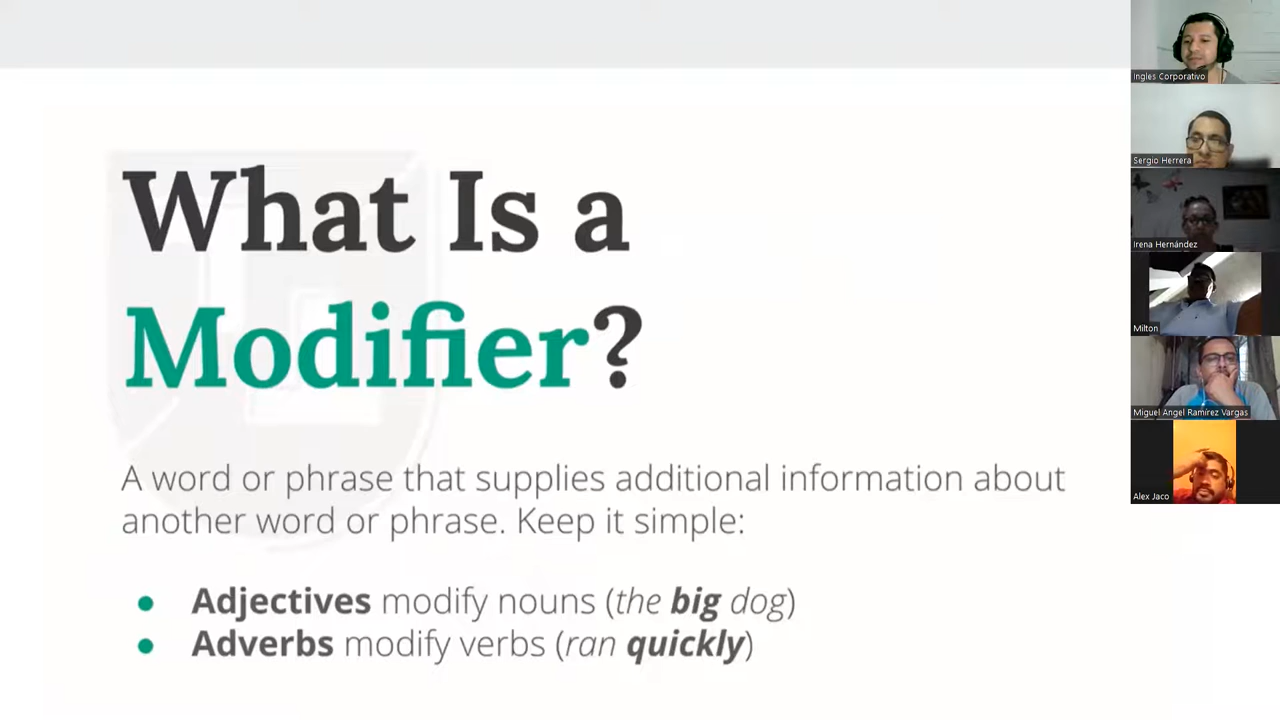 What Is a
Modifier?
A word or phrase that supplies additional information about
another word or phrase. Keep it simple:
● Adjectives modify nouns (the big dog)
● Adverbs modify verbs (ran quickly)
Ingles Corporativo
Sergio Herrera
Irena Hernández
Milton
Miguel Angel Ramírez Vargas
Alex Jaco